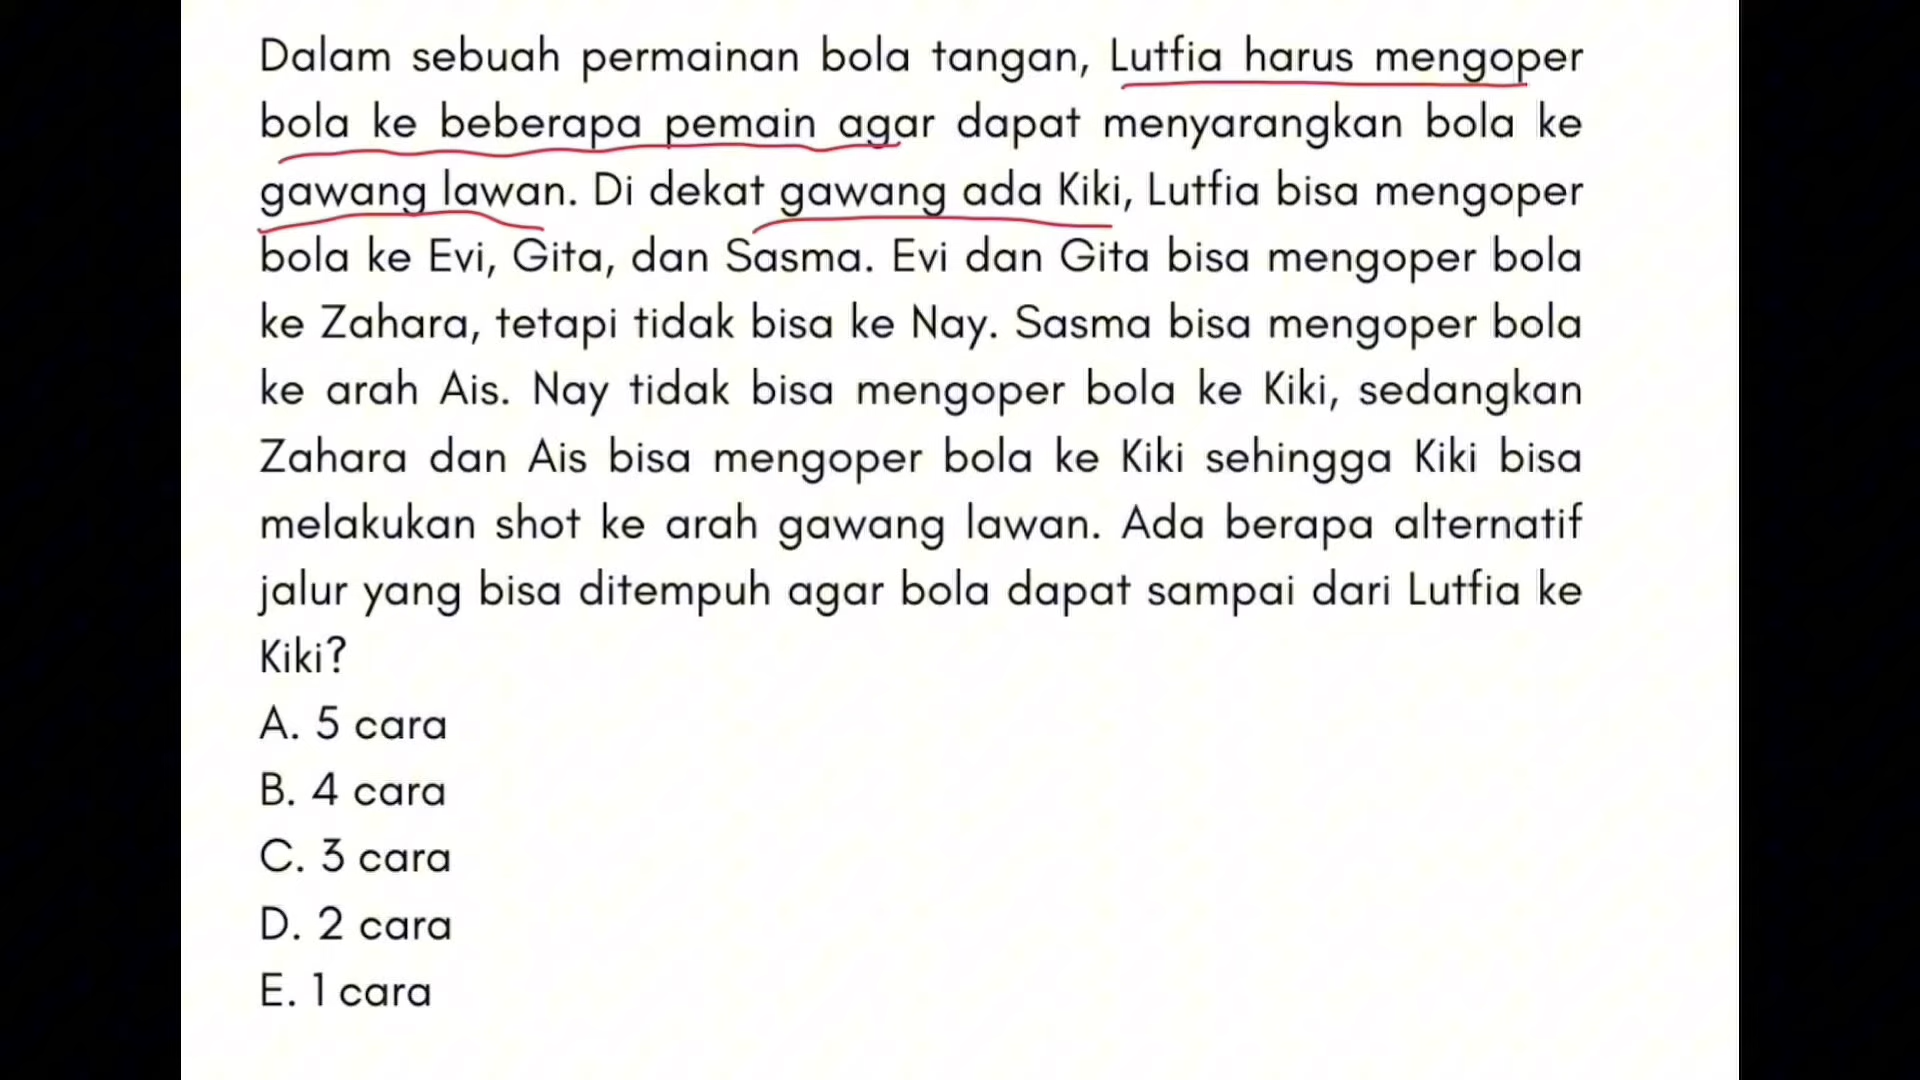 Dalam sebuah permainan bola tangan, Lutfia harus mengoper
bola ke beberapa pemain agar dapat menyarangkan bola ke
gawang lawan. Di dekat gawang ada Kiki, Lutfia bisa mengoper
bola ke Evi, Gita, dan Sasma. Evi dan Gita bisa mengoper bola
ke Zahara, tetapi tidak bisa ke Nay. Sasma bisa mengoper bola
ke arah Ais. Nay tidak bisa mengoper bola ke Kiki, sedangkan
Zahara dan Ais bisa mengoper bola ke Kiki sehingga Kiki bisa
melakukan shot ke arah gawang lawan. Ada berapa alternatif
jalur yang bisa ditempuh agar bola dapat sampai dari Lutfia ke
Kiki?
A. 5 cara
B. 4 cara
C. 3 cara
D. 2 cara
E. 1 cara